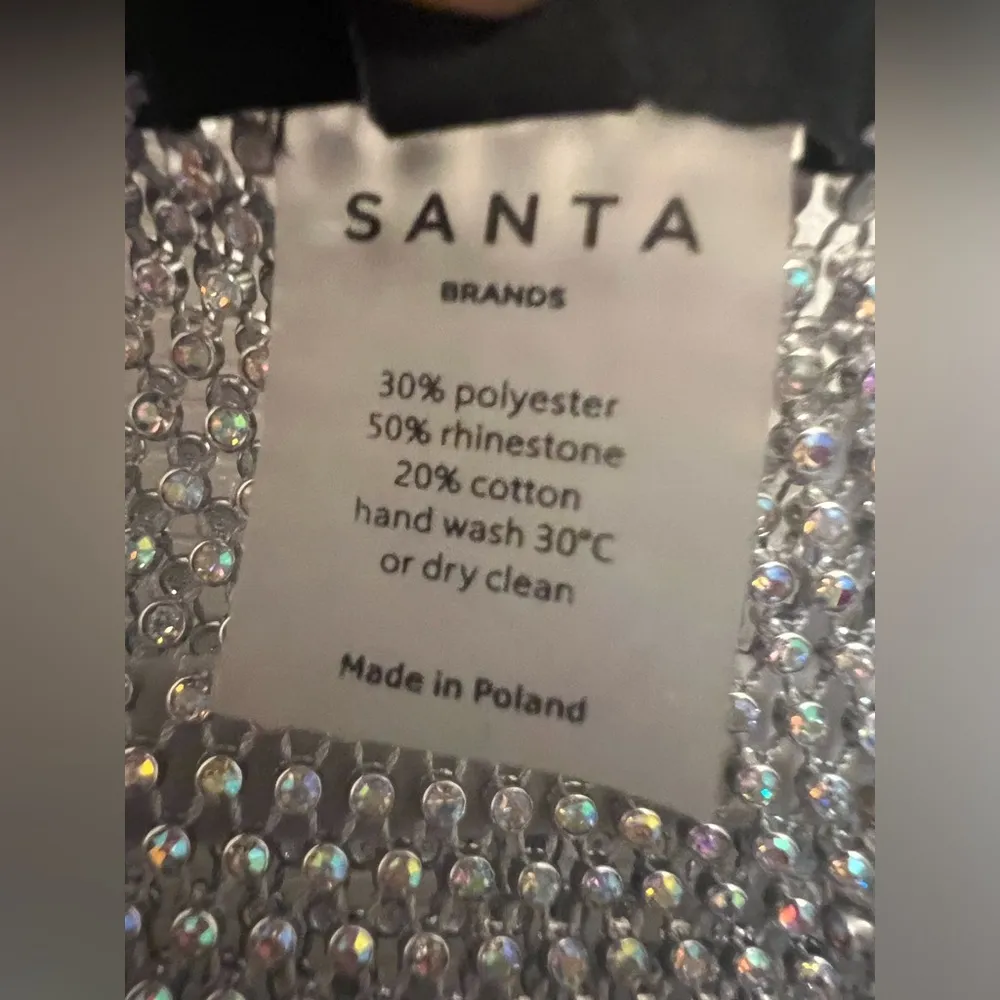 SANTA
BRANDS
30% polyester
50% rhinestone
20% cotton
hand wash 30°C
or dry clean
Made in Poland